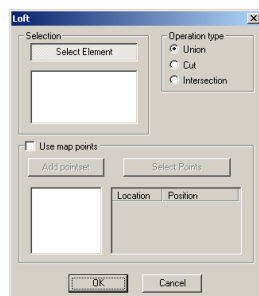 Loft
Selection
Select Element
Operation type
Union
Cut
Intersection
Use map points
Add pointset
Select Points
Location Position
OK Cancel